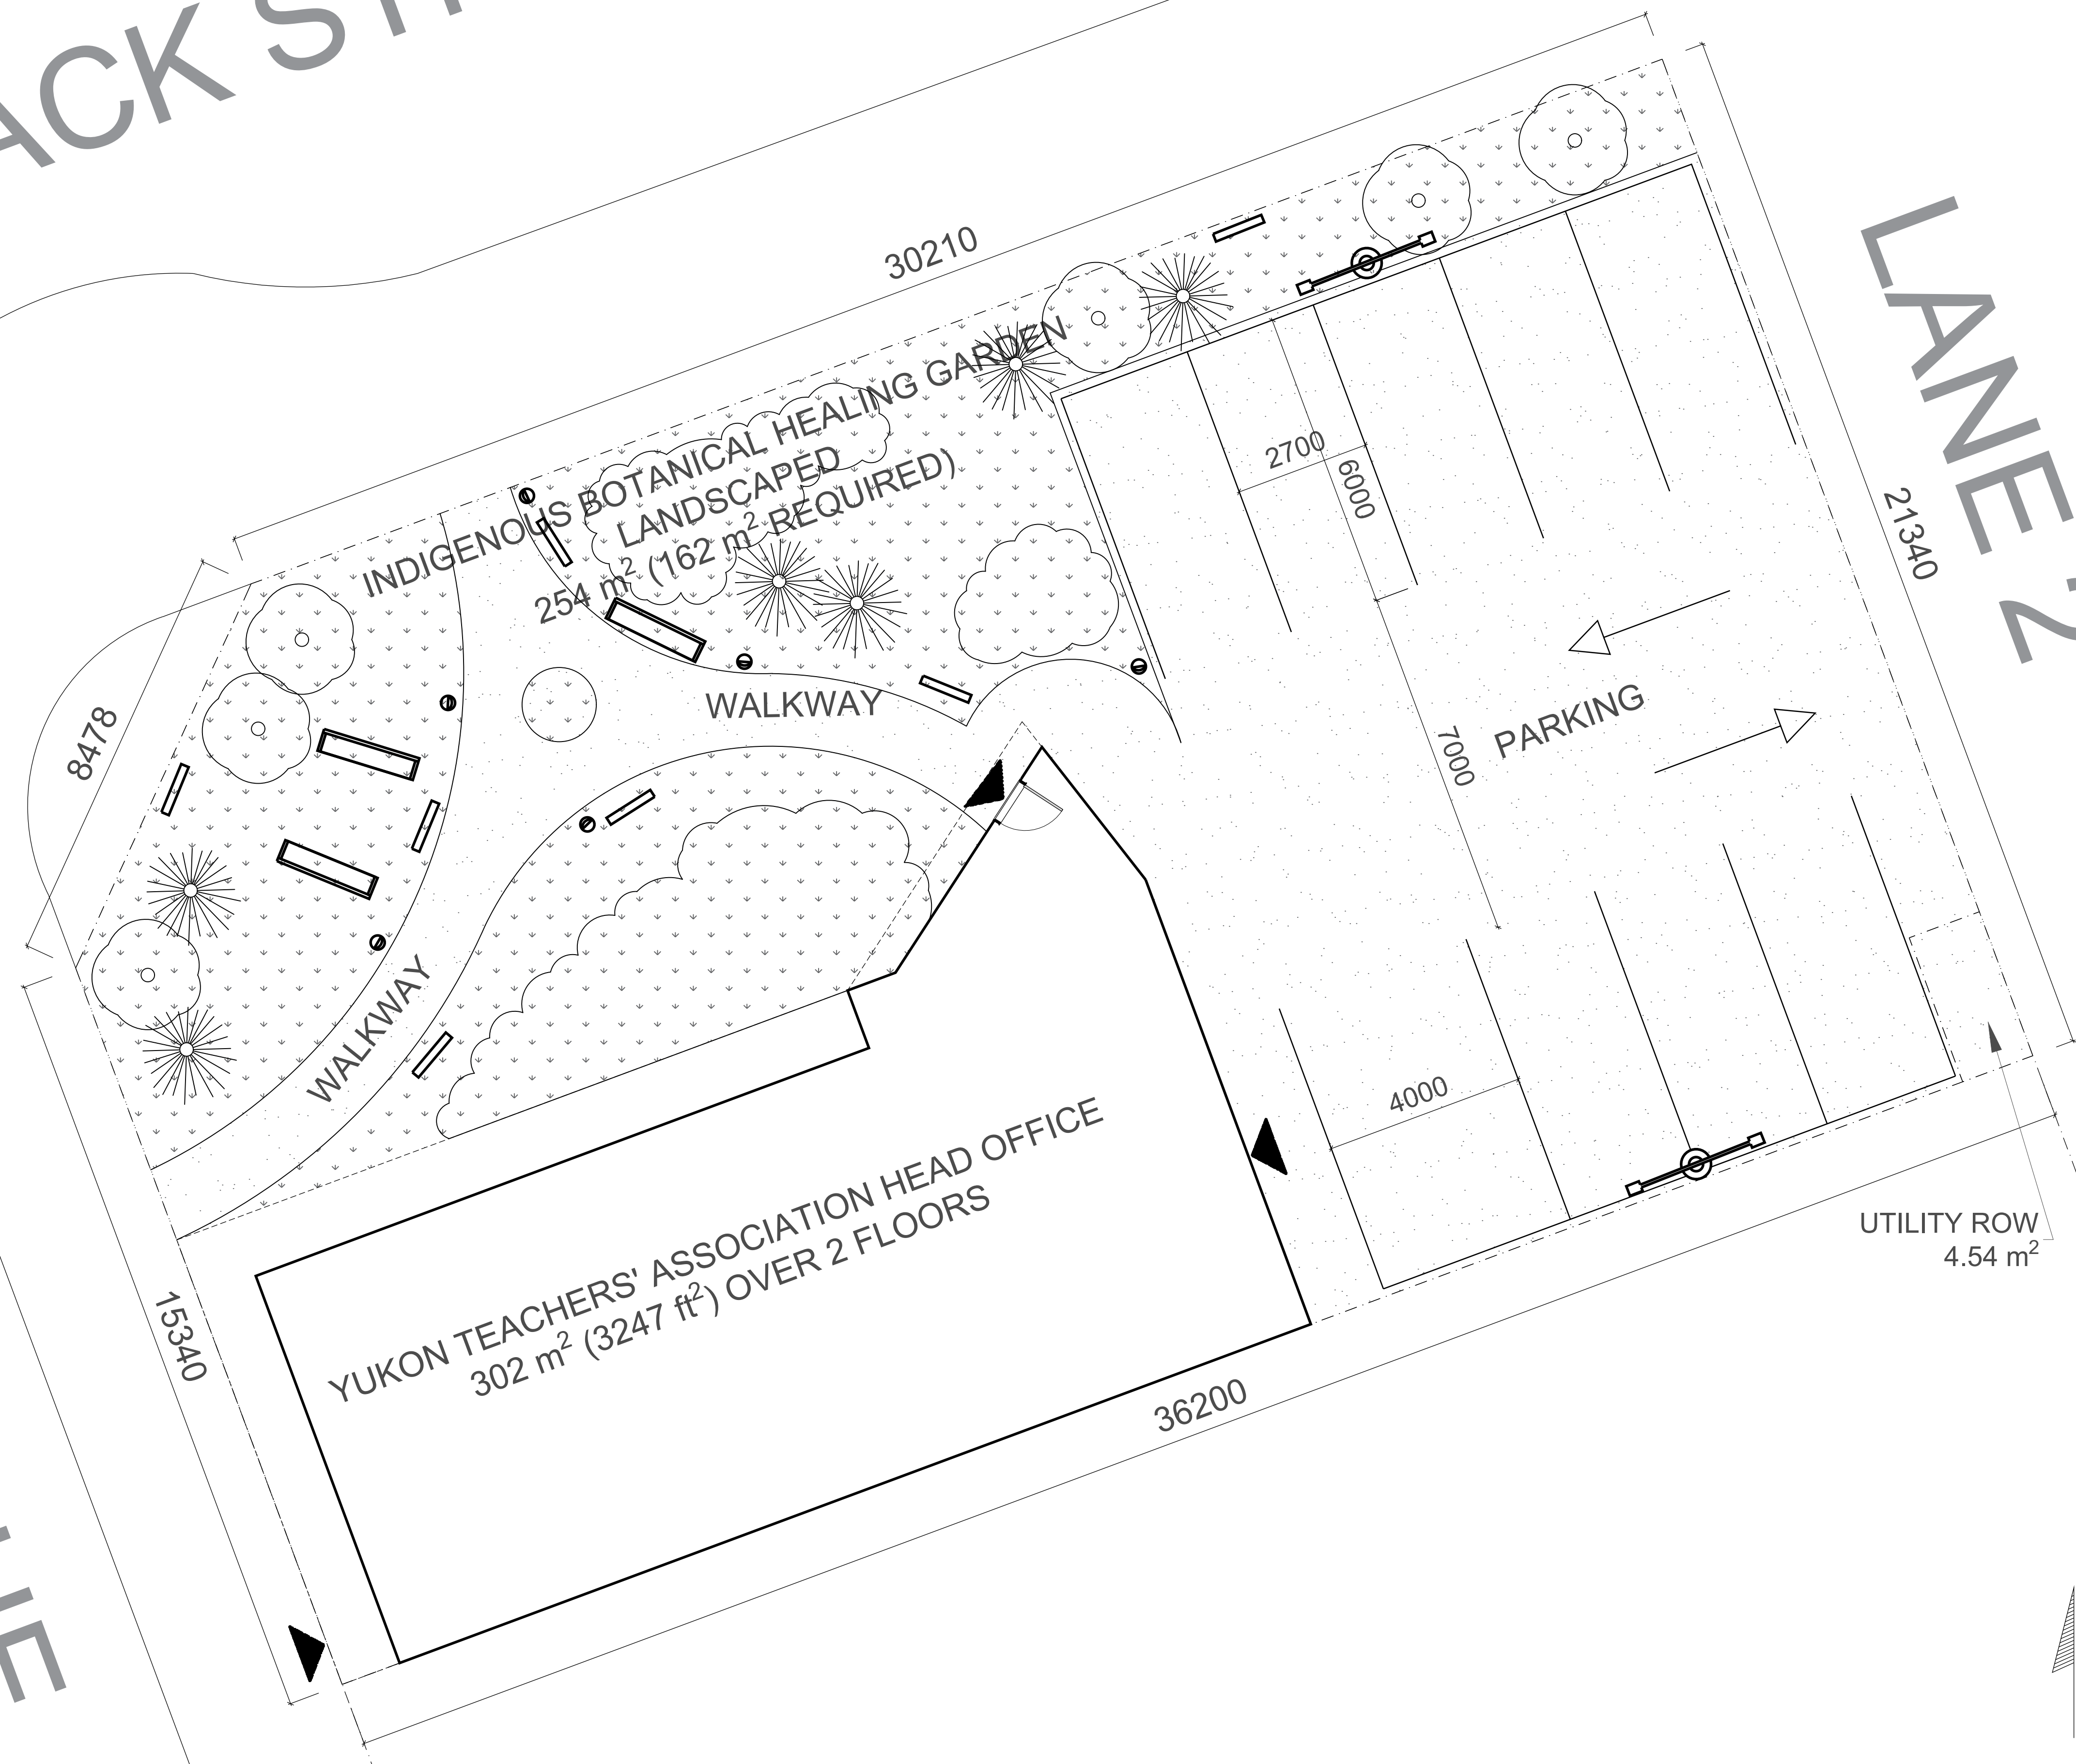 ACK ST
LANE 2
30210
21340
8478
15340
36200
INDIGENOUS BOTANICAL HEALING GARDEN
LANDSCAPED
254 m² (162 m² REQUIRED)
2700
6000
WALKWAY
PARKING
7000
WALKWAY
4000
YUKON TEACHERS' ASSOCIATION HEAD OFFICE
302 m² (3247 ft²) OVER 2 FLOORS
UTILITY ROW
4.54 m²